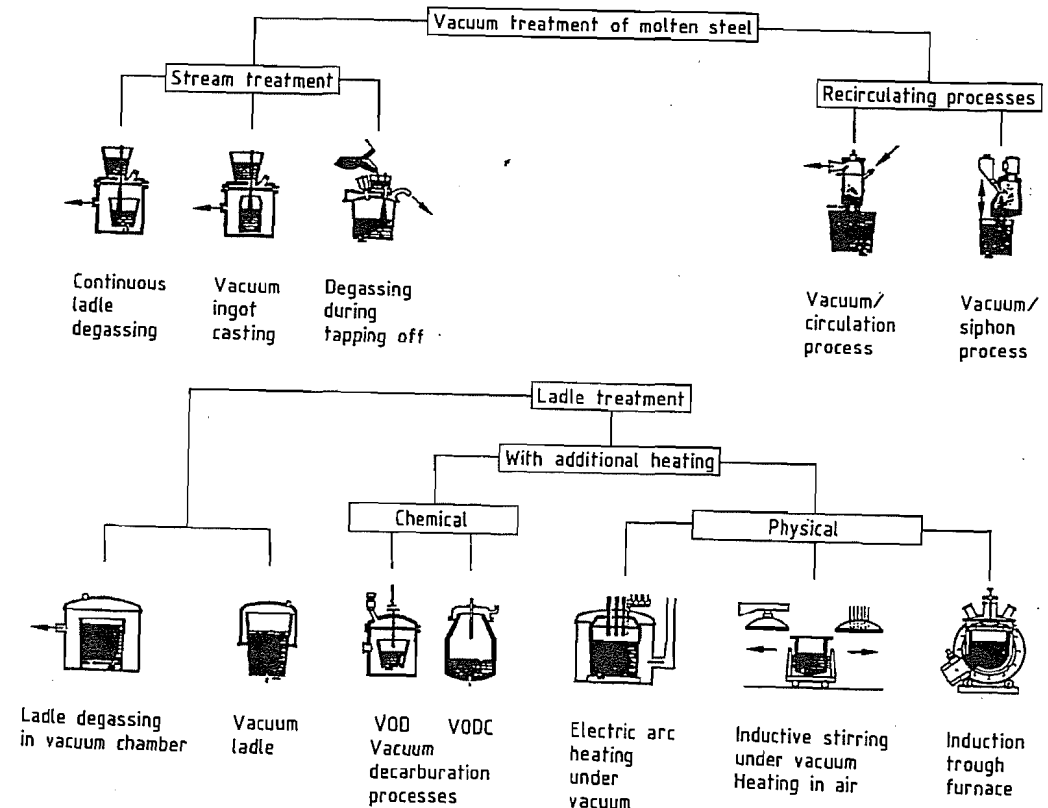 Vacuum treatment of molten steel
Stream treatment
Recirculating processes
Continuous
ladle
degassing
Vacuum
ingot
casting
Degassing
during
tapping off
Vacuum/
circulation
process
Vacuum/
siphon
process
Ladle treatment
With additional heating
Chemical
Physical
Ladle degassing
in vacuum chamber
Vacuum
ladle
VOD VODC
Vacuum
decarburation
processes
Electric arc
heating
under
vacuum
Inductive stirring
under vacuum
Heating in air
Induction
trough
furnace